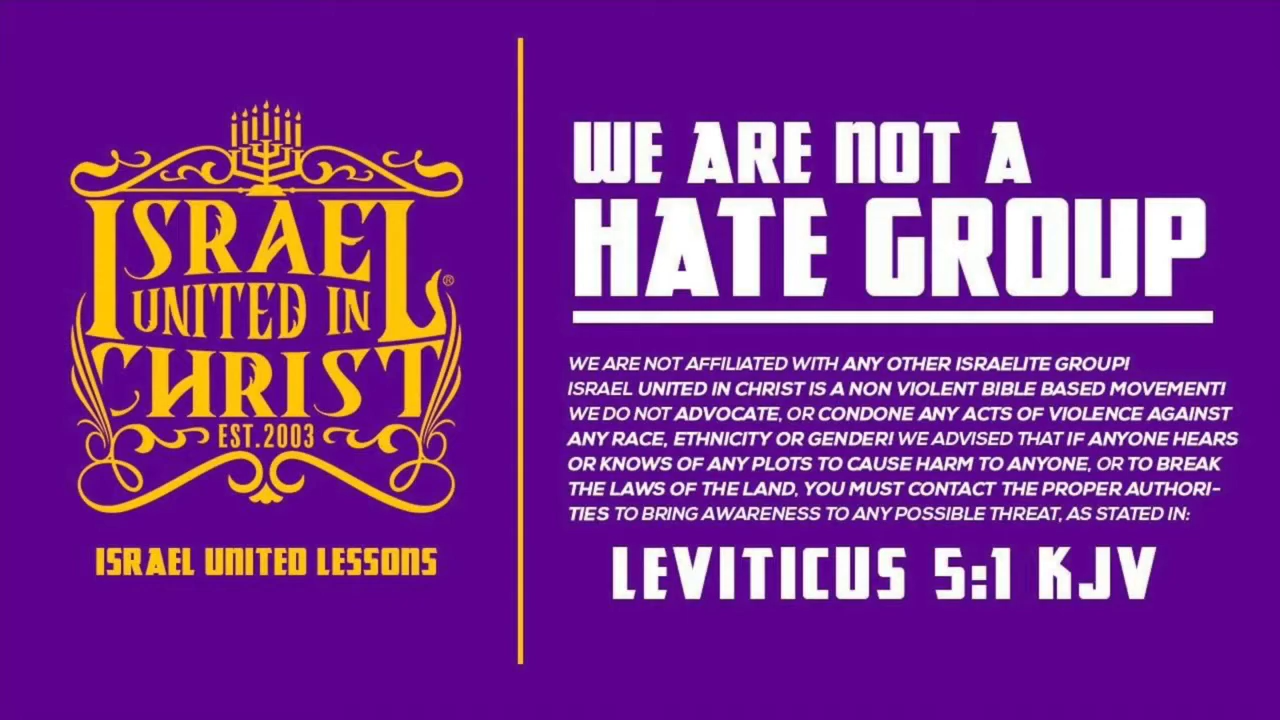 ISRAEL
UNITED IN
CHRIST
EST.2003
ISRAEL UNITED LESSONS
WE ARE NOT A
HATE GROUP
WE ARE NOT AFFILIATED WITH ANY OTHER ISRAELITE GROUP!
ISRAEL UNITED IN CHRIST IS A NON VIOLENT BIBLE BASED MOVEMENT!
WE DO NOT ADVOCATE, OR CONDONE ANY ACTS OF VIOLENCE AGAINST
ANY RACE, ETHNICITY OR GENDER! WE ADVISED THAT IF ANYONE HEARS
OR KNOWS OF ANY PLOTS TO CAUSE HARM TO ANYONE, OR TO BREAK
THE LAWS OF THE LAND, YOU MUST CONTACT THE PROPER AUTHORI-
TIES TO BRING AWARENESS TO ANY POSSIBLE THREAT, AS STATED IN:
LEVITICUS 5:1 KJV